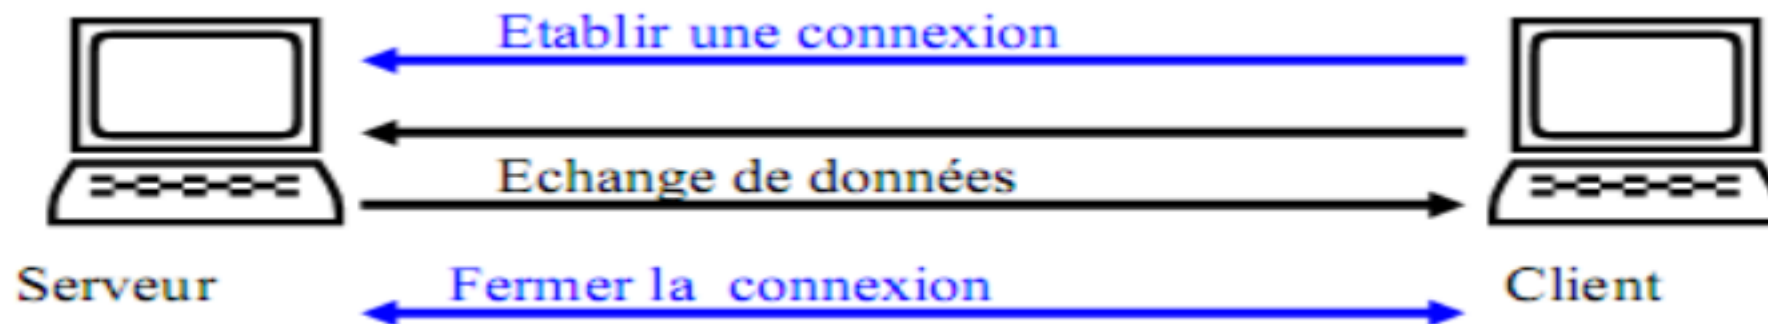 Etablir une connexion
Echange de données
Serveur
Fermer la connexion
Client